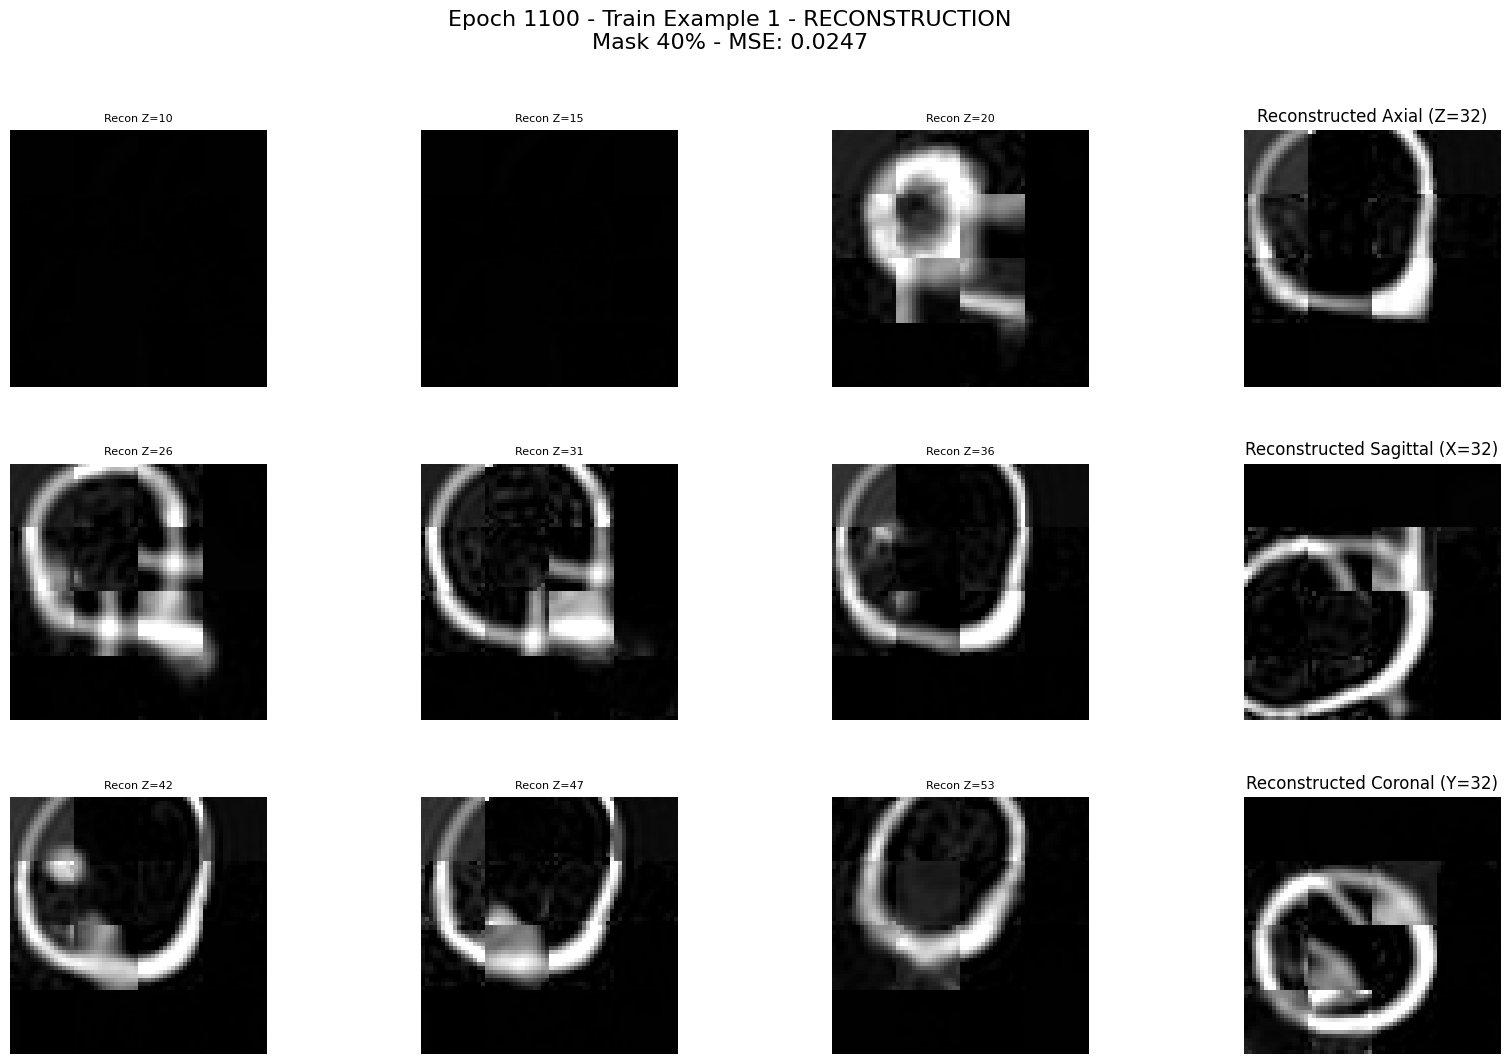 Epoch 1100 - Train Example 1 - RECONSTRUCTION
Mask 40% - MSE: 0.0247
Recon Z=10
Recon Z=15
Recon Z=20
Reconstructed Axial (Z=32)
Recon Z=26
Recon Z=31
Recon Z=36
Reconstructed Sagittal (X=32)
Recon Z=42
Recon Z=47
Recon Z=53
Reconstructed Coronal (Y=32)